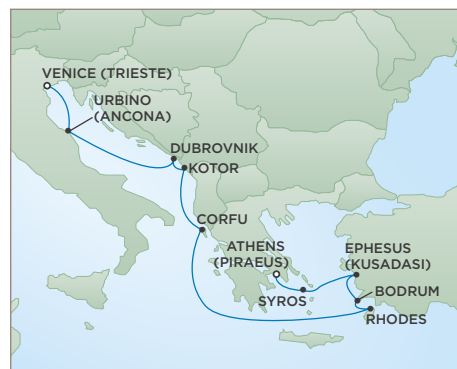 VENICE (TRIESTE)
URBINO
(ANCONA)
DUBROVNIK
KOTOR
CORFU
ATHENS
(PIRAEUS)
EPHESUS
(KUSADASI)
SYROS
BODRUM
RHODES